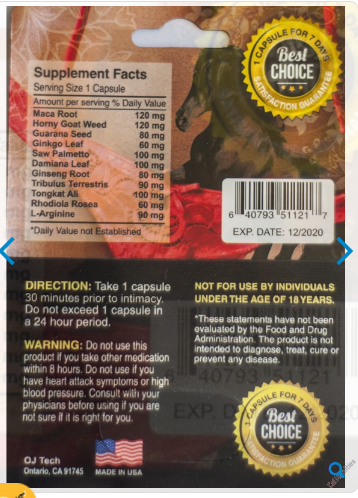 1 CAPSULE FOR 7 DAYS
Best
CHOICE
SATISFACTION GUARANTEE
Supplement Facts
Serving Size 1 Capsule
Amount per serving % Daily Value
Maca Root 120 mg
Horny Goat Weed 120 mg
Guarana Seed 80 mg
Ginkgo Leaf 60 mg
Saw Palmetto 100 mg
Damiana Leaf 100 mg
Ginseng Root 80 mg
Tribulus Terrestris 90 mg
Tongkat Ali 100 mg
Rhodiola Rosea 60 mg
L-Arginine 90 mg
*Daily Value not Established
6 40793 51121 7
EXP. DATE: 12/2020
DIRECTION: Take 1 capsule
30 minutes prior to intimacy.
Do not exceed 1 capsule in
a 24 hour period.
WARNING: Do not use this
product if you take other medication
within 8 hours. Do not use if you
have heart attack symptoms or high
blood pressure. Consult with your
physicians before using if you are
not sure if it is right for you.
OJ Tech
Ontario, CA 91745
MADE IN USA
NOT FOR USE BY INDIVIDUALS
UNDER THE AGE OF 18 YEARS.
*These statements have not been
evaluated by the Food and Drug
Administration. The product is not
intended to diagnose, treat, cure or
prevent any disease.
40793 51121
EXP. D
1 CAPSULE FOR 7 DAYS
Best
CHOICE
SATISFACTION GUARANTEE